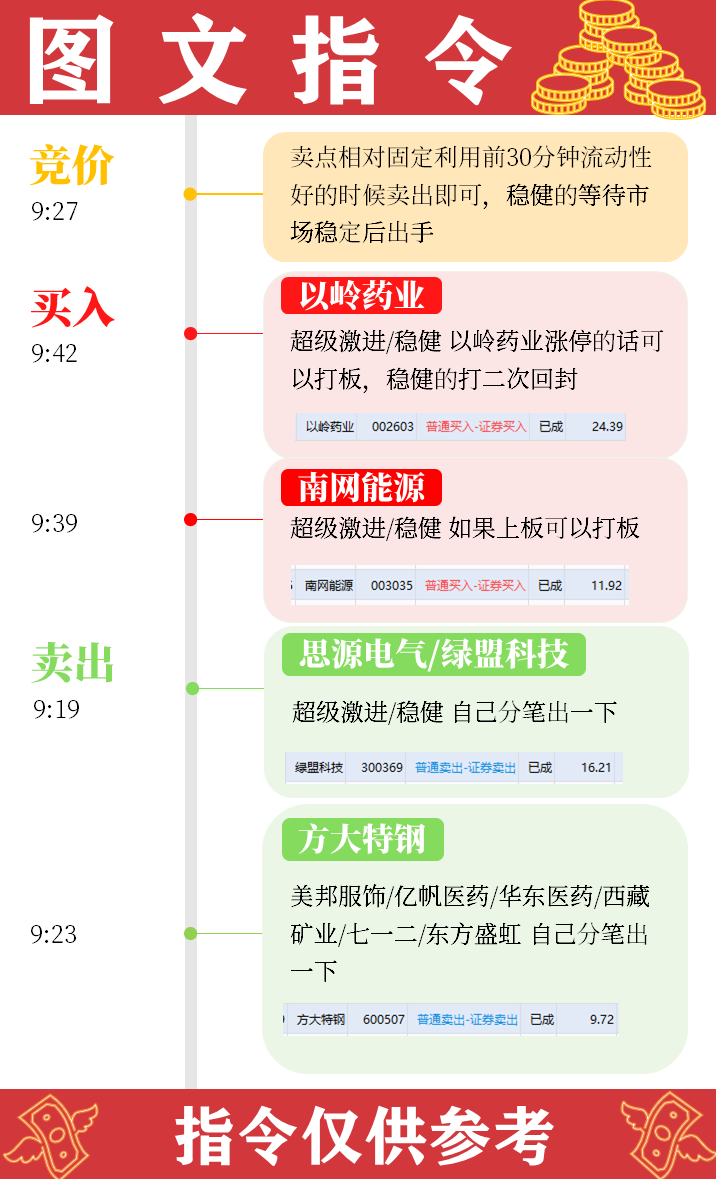 图文指令
竞价
9:27
卖点相对固定利用前30分钟流动性
好的时候卖出即可，稳健的等待市
场稳定后出手
买入
9:42
以岭药业
超级激进/稳健 以岭药业涨停的话可
以打板，稳健的打二次回封
以岭药业 002603 普通买入-证券买入 已成 24.39
9:39
南网能源
超级激进/稳健 如果上板可以打板
南网能源 003035 普通买入-证券买入 已成 11.92
卖出
9:19
思源电气/绿盟科技
超级激进/稳健 自己分笔出一下
绿盟科技 300369 普通卖出-证券卖出 已成 16.21
9:23
方大特钢
美邦服饰/亿帆医药/华东医药/西藏
矿业/七一二/东方盛虹 自己分笔出
一下
方大特钢 600507 普通卖出-证券卖出 已成 9.72
指令仅供参考